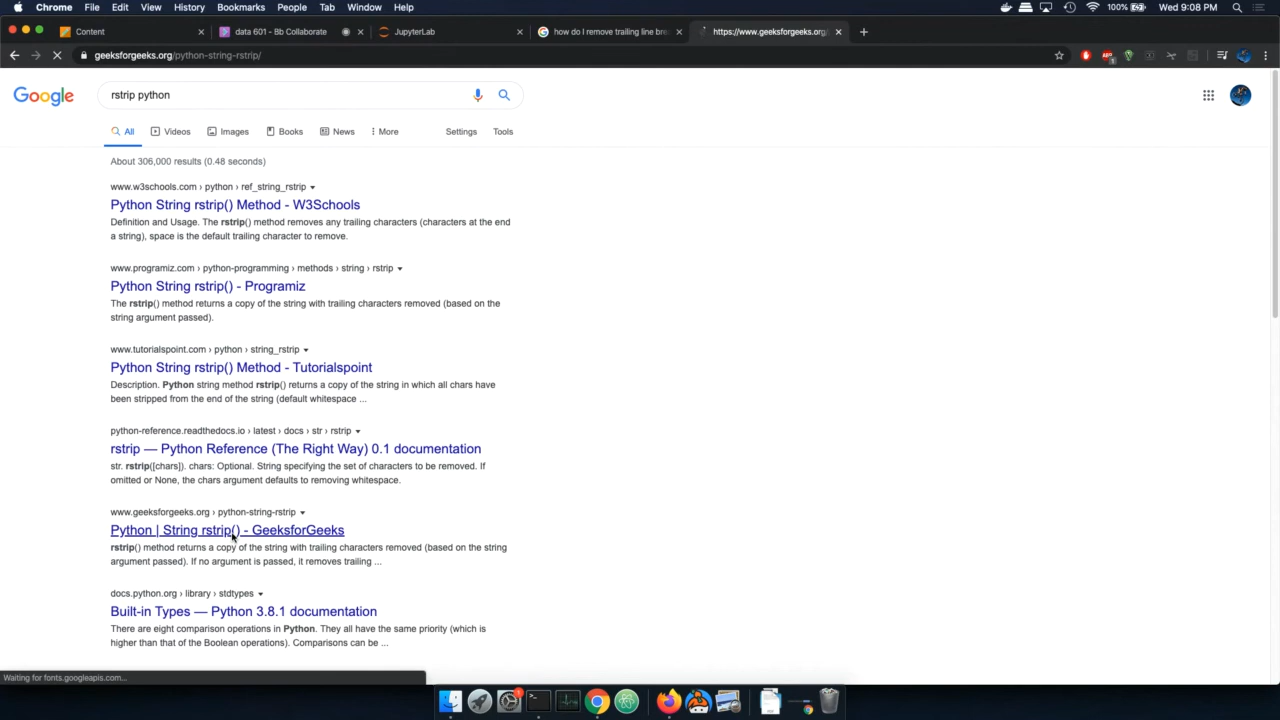 Chrome File Edit View History Bookmarks People Tab Window Help 100% Wed 9:08 PM
Content data 601 - Bb Collaborate JupyterLab how do I remove trailing line bre https://www.geeksforgeeks.org/
geeksforgeeks.org/python-string-rstrip/
Google rstrip python
All Videos Images Books News More Settings Tools
About 306,000 results (0.48 seconds)
www.w3schools.com › python › ref_string_rstrip
Python String rstrip() Method - W3Schools
Definition and Usage. The rstrip() method removes any trailing characters (characters at the end
a string), space is the default trailing character to remove.
www.programiz.com › python-programming › methods › string › rstrip
Python String rstrip() - Programiz
The rstrip() method returns a copy of the string with trailing characters removed (based on the
string argument passed).
www.tutorialspoint.com › python › string_rstrip
Python String rstrip() Method - Tutorialspoint
Description. Python string method rstrip() returns a copy of the string in which all chars have
been stripped from the end of the string (default whitespace ...
python-reference.readthedocs.io › latest › docs › str › rstrip
rstrip — Python Reference (The Right Way) 0.1 documentation
str. rstrip([chars]). chars: Optional. String specifying the set of characters to be removed. If
omitted or None, the chars argument defaults to removing whitespace.
www.geeksforgeeks.org › python-string-rstrip
Python | String rstrip() - GeeksforGeeks
rstrip() method returns a copy of the string with trailing characters removed (based on the string
argument passed). If no argument is passed, it removes trailing ...
docs.python.org › library › stdtypes
Built-in Types — Python 3.8.1 documentation
There are eight comparison operations in Python. They all have the same priority (which is
higher than that of the Boolean operations). Comparisons can be ...
Waiting for fonts.googleapis.com...